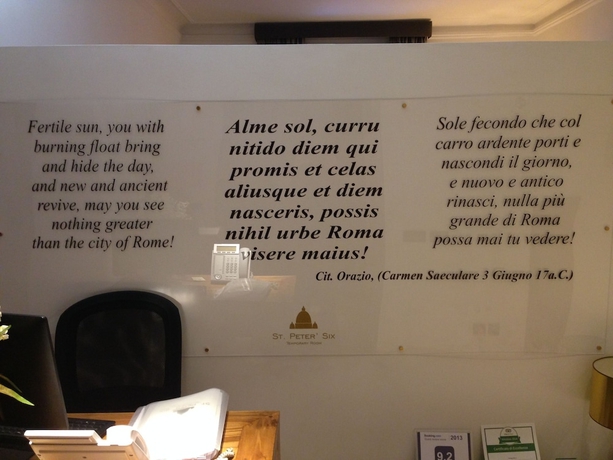 Fertile sun, you with
burning float bring
and hide the day,
and new and ancient
revive, may you see
nothing greater
than the city of Rome!
Alme sol, curru
nitido diem qui
promis et celas
aliusque et diem
nasceris, possis
nihil urbe Roma
visere maius!
Sole fecondo che col
carro ardente porti e
nascondi il giorno,
e nuovo e antico
rinasci, nulla più
grande di Roma
possa mai tu vedere!
Cit. Orazio, (Carmen Saeculare 3 Giugno 17a.C.)
ST. PETER' SIX
2013
9.2